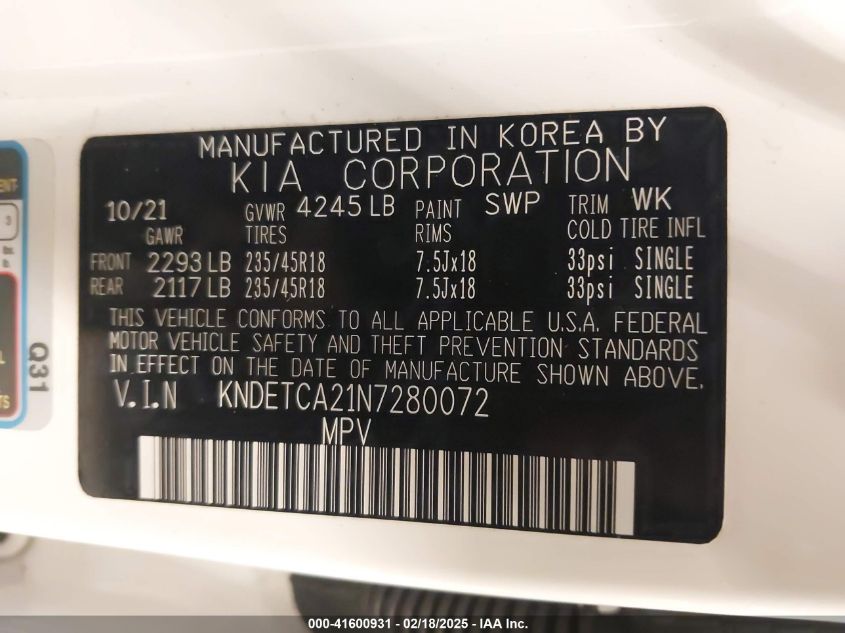 MANUFACTURED IN KOREA BY
KIA CORPORATION
10/21 GVWR 4245 LB PAINT SWP TRIM WK
GAWR TIRES RIMS COLD TIRE INFL
FRONT 2293 LB 235/45R18 7.5Jx18 33psi SINGLE
REAR 2117 LB 235/45R18 7.5Jx18 33psi SINGLE
THIS VEHICLE CONFORMS TO ALL APPLICABLE U.S.A. FEDERAL
MOTOR VEHICLE SAFETY AND THEFT PREVENTION STANDARDS
IN EFFECT ON THE DATE OF MANUFACTURE SHOWN ABOVE.
V.I.N KNDETCA21N7280072
MPV
Q31
000-41600931 - 02/18/2025 - IAA Inc.